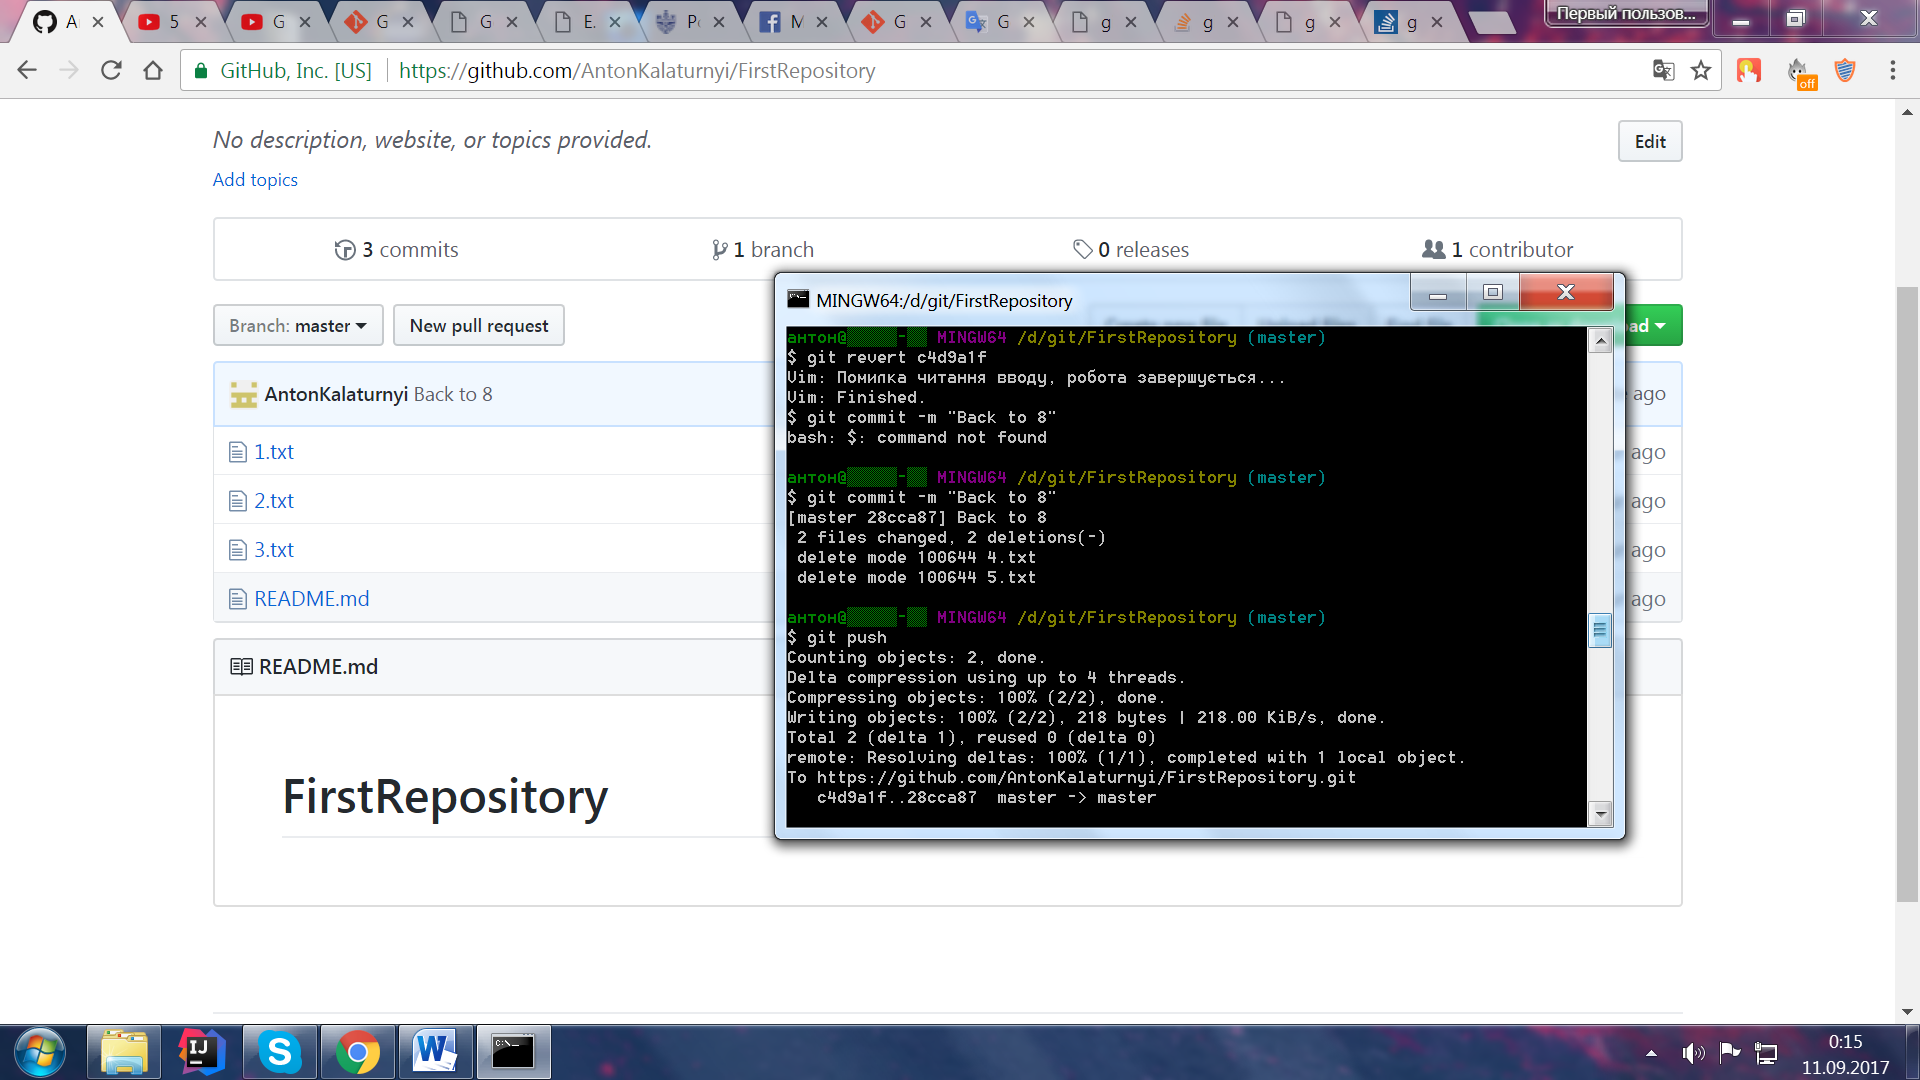 A
5
G
G
G
E.
P
M
G
G
g
g
g
g
Первый пользов...
GitHub, Inc. [US]
https://github.com/AntonKalaturnyi/FirstRepository
off
No description, website, or topics provided.
Edit
Add topics
3 commits
1 branch
0 releases
1 contributor
Branch: master
New pull request
ad
AntonKalaturnyi Back to 8
ago
1.txt
ago
2.txt
ago
3.txt
ago
README.md
ago
README.md
FirstRepository
MINGW64:/d/git/FirstRepository
антон@ - MINGW64 /d/git/FirstRepository (master)
$ git revert c4d9a1f
Vim: Помилка читання вводу, робота завершується...
Vim: Finished.
$ git commit -m "Back to 8"
bash: $: command not found
антон@ - MINGW64 /d/git/FirstRepository (master)
$ git commit -m "Back to 8"
[master 28cca87] Back to 8
2 files changed, 2 deletions(-)
delete mode 100644 4.txt
delete mode 100644 5.txt
антон@ - MINGW64 /d/git/FirstRepository (master)
$ git push
Counting objects: 2, done.
Delta compression using up to 4 threads.
Compressing objects: 100% (2/2), done.
Writing objects: 100% (2/2), 218 bytes | 218.00 KiB/s, done.
Total 2 (delta 1), reused 0 (delta 0)
remote: Resolving deltas: 100% (1/1), completed with 1 local object.
To https://github.com/AntonKalaturnyi/FirstRepository.git
c4d9a1f..28cca87 master -> master
IJ
S
W
C:\
0:15
11.09.2017